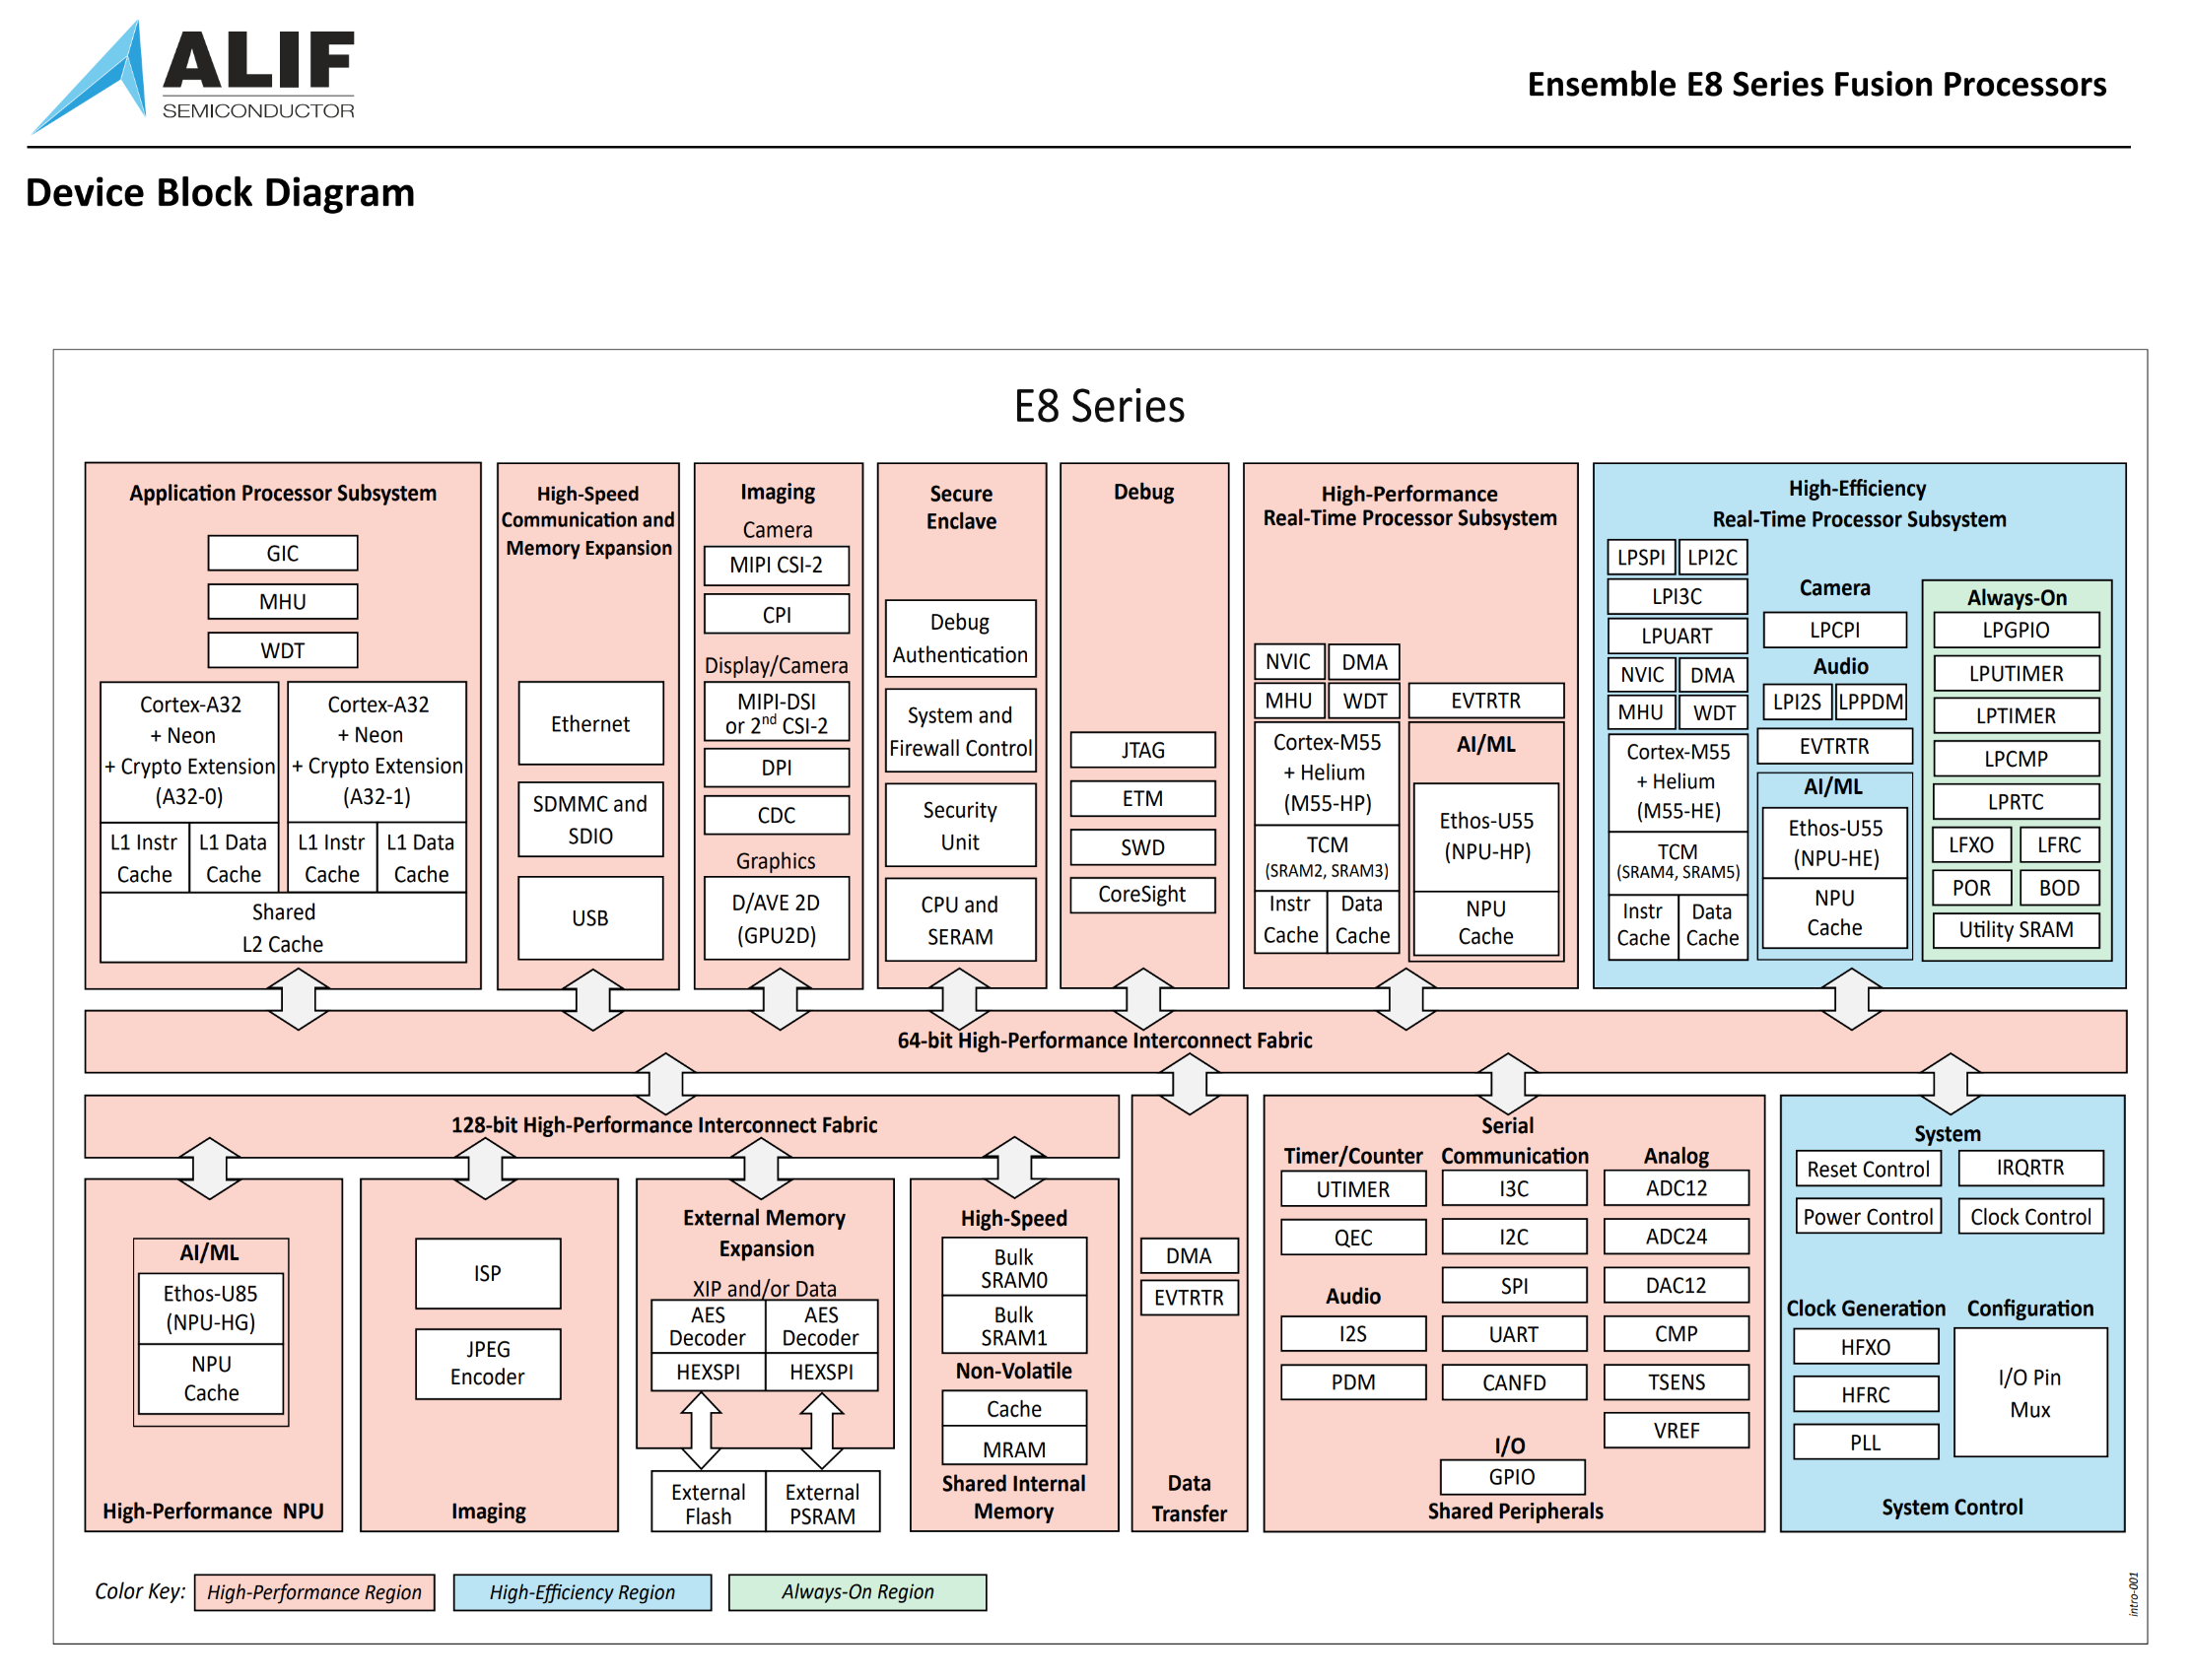 ALIF
SEMICONDUCTOR
Ensemble E8 Series Fusion Processors
Device Block Diagram
E8 Series
Application Processor Subsystem
GIC
MHU
WDT
Cortex-A32
+ Neon
+ Crypto Extension
(A32-0)
L1 Instr
Cache
L1 Data
Cache
Cortex-A32
+ Neon
+ Crypto Extension
(A32-1)
L1 Instr
Cache
L1 Data
Cache
Shared
L2 Cache
High-Speed
Communication and
Memory Expansion
Ethernet
SDMMC and
SDIO
USB
Imaging
Camera
MIPI CSI-2
CPI
Display/Camera
MIPI-DSI
or 2nd CSI-2
DPI
CDC
Graphics
D/AVE 2D
(GPU2D)
Secure
Enclave
Debug
Authentication
System and
Firewall Control
Security
Unit
CPU and
SERAM
Debug
JTAG
ETM
SWD
CoreSight
High-Performance
Real-Time Processor Subsystem
NVIC
DMA
MHU
WDT
EVTRTR
Cortex-M55
+ Helium
(M55-HP)
TCM
(SRAM2, SRAM3)
Instr
Cache
Data
Cache
AI/ML
Ethos-U55
(NPU-HP)
NPU
Cache
High-Efficiency
Real-Time Processor Subsystem
LPSPI
LPI2C
LPI3C
LPUART
NVIC
DMA
MHU
WDT
Cortex-M55
+ Helium
(M55-HE)
TCM
(SRAM4, SRAM5)
Instr
Cache
Data
Cache
Camera
LPCPI
Audio
LPI2S
LPPDM
EVTRTR
AI/ML
Ethos-U55
(NPU-HE)
NPU
Cache
Always-On
LPGPIO
LPUTIMER
LPTIMER
LPCMP
LPRTC
LFXO
LFRC
POR
BOD
Utility SRAM
64-bit High-Performance Interconnect Fabric
128-bit High-Performance Interconnect Fabric
AI/ML
Ethos-U85
(NPU-HG)
NPU
Cache
High-Performance NPU
ISP
JPEG
Encoder
Imaging
External Memory
Expansion
XIP and/or Data
AES
Decoder
AES
Decoder
HEXSPI
HEXSPI
External
Flash
External
PSRAM
High-Speed
Bulk
SRAM0
Bulk
SRAM1
Non-Volatile
Cache
MRAM
Shared Internal
Memory
DMA
EVTRTR
Data
Transfer
Timer/Counter
UTIMER
QEC
Audio
I2S
PDM
Serial
Communication
I3C
I2C
SPI
UART
CANFD
I/O
GPIO
Analog
ADC12
ADC24
DAC12
CMP
TSENS
VREF
Shared Peripherals
System
Reset Control
IRQRTR
Power Control
Clock Control
Clock Generation
HFXO
HFRC
PLL
Configuration
I/O Pin
Mux
System Control
Color Key:
High-Performance Region
High-Efficiency Region
Always-On Region
intro-001